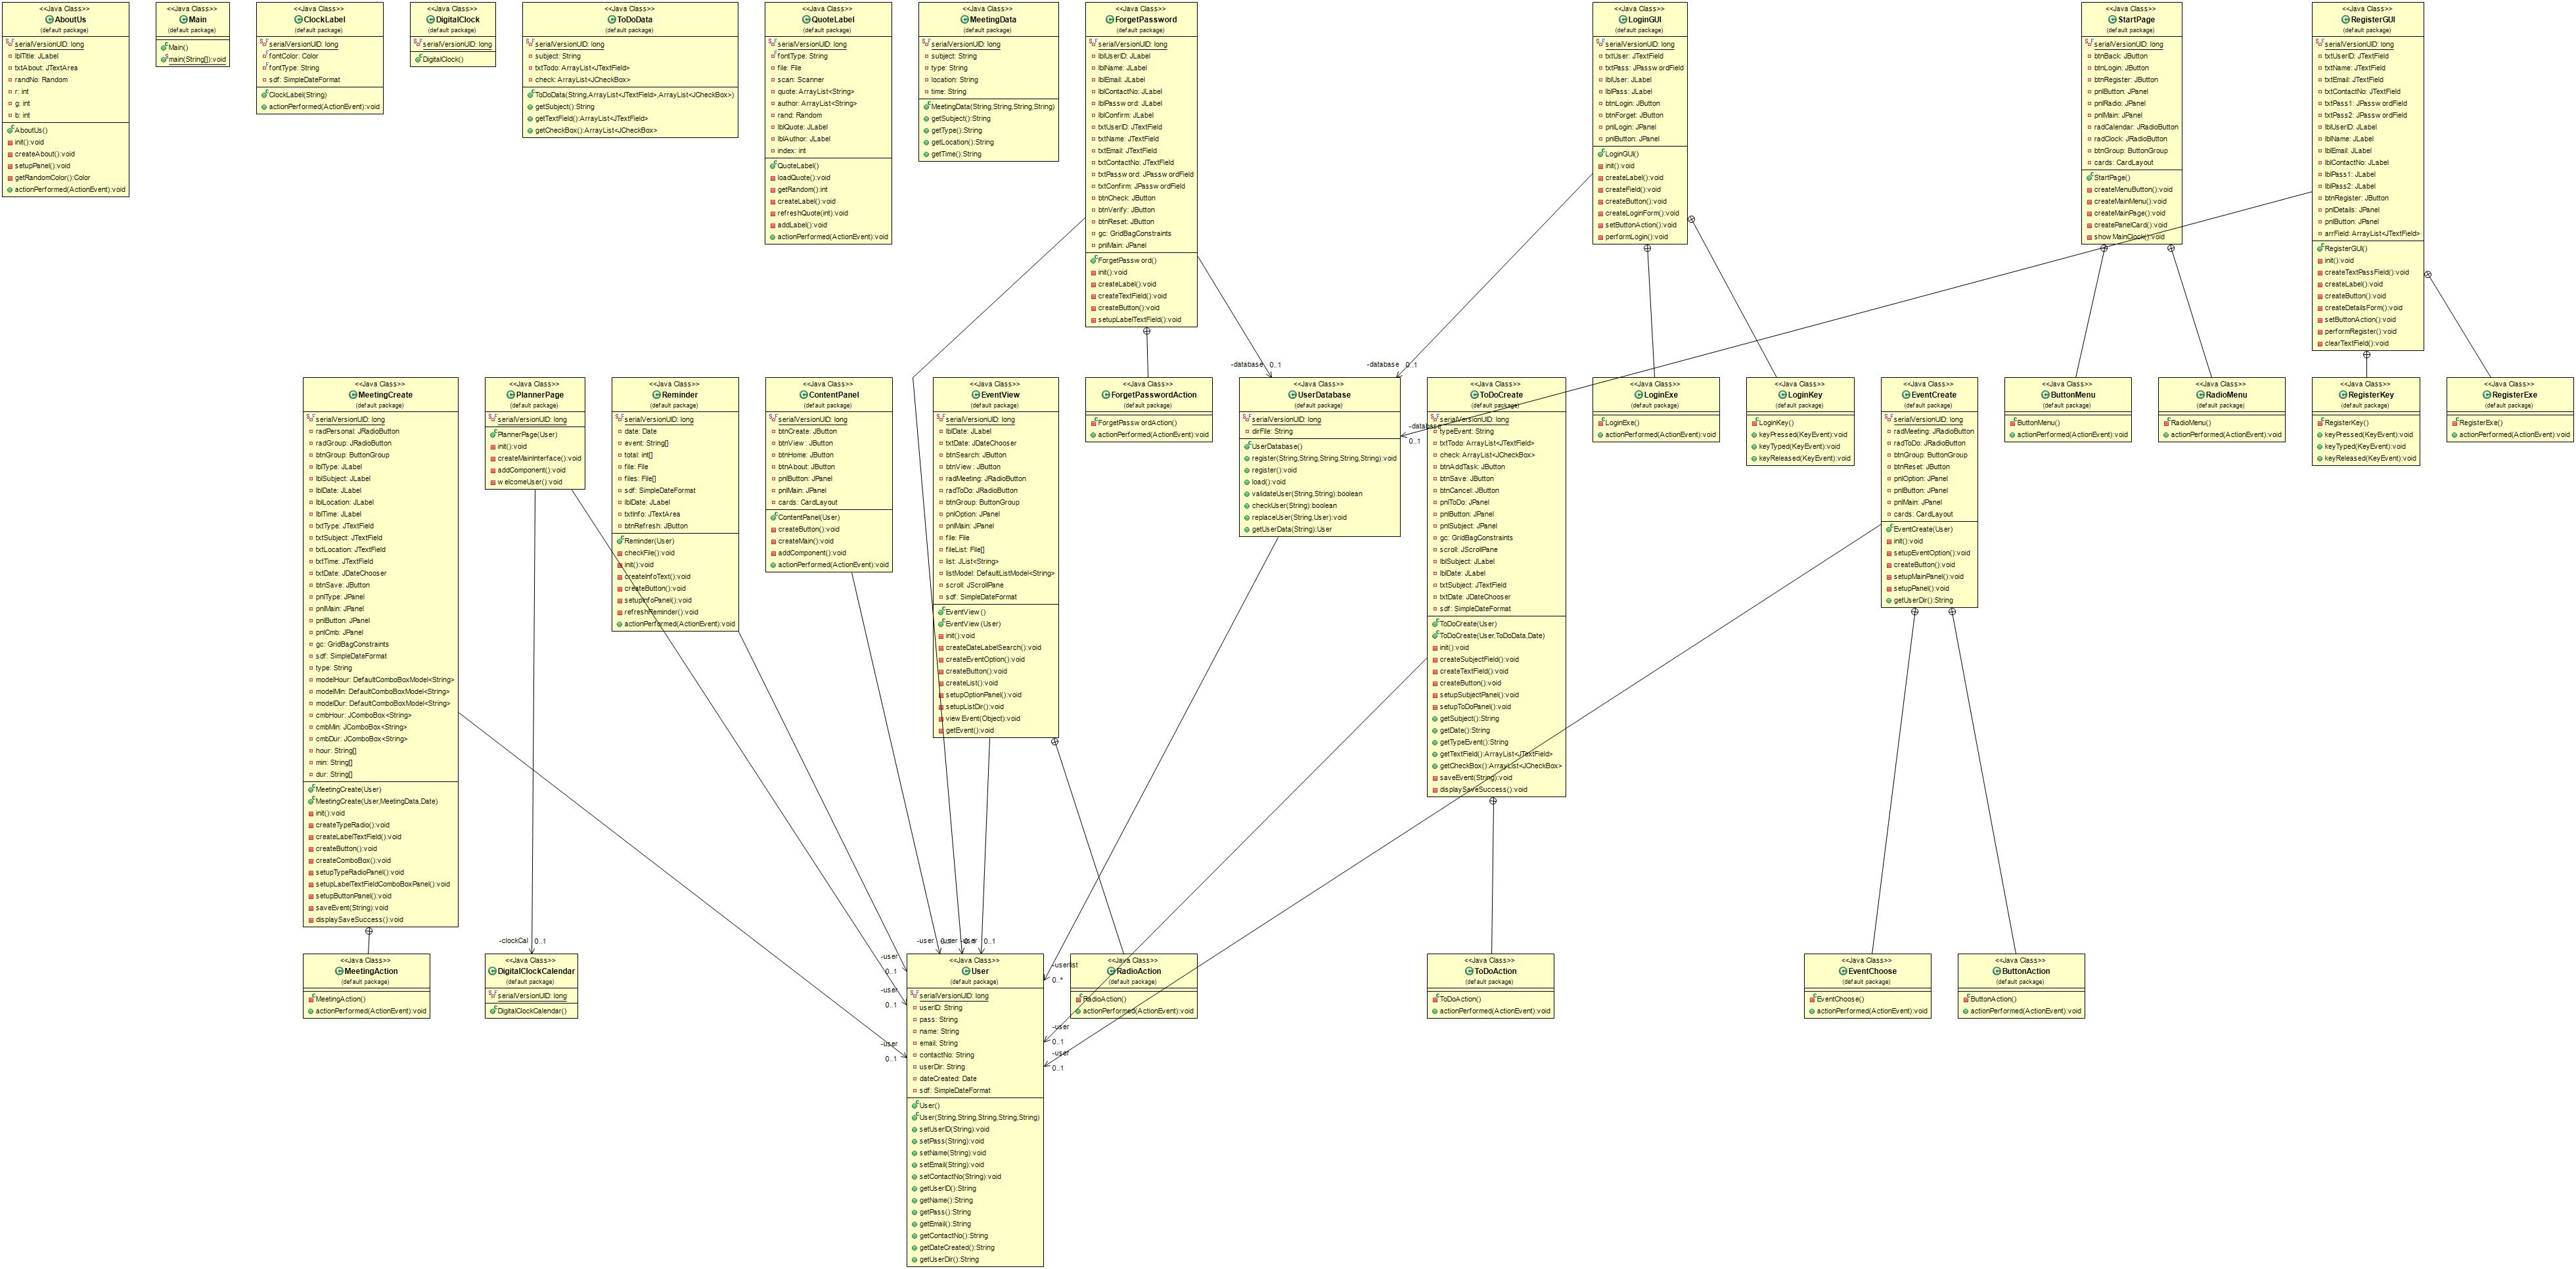 <<Java Class>>
AboutUs
(default package)
serialVersionUID: long
lblTitle: JLabel
txtAbout: JTextArea
randNo: Random
r: int
g: int
b: int
AboutUs()
init():void
createAbout():void
setupPanel():void
getRandomColor():Color
actionPerformed(ActionEvent):void
<<Java Class>>
Main
(default package)
Main()
main(String[]):void
<<Java Class>>
ClockLabel
(default package)
serialVersionUID: long
fontColor: Color
fontType: String
sdf: SimpleDateFormat
ClockLabel(String)
actionPerformed(ActionEvent):void
<<Java Class>>
DigitalClock
(default package)
serialVersionUID: long
DigitalClock()
<<Java Class>>
ToDoData
(default package)
serialVersionUID: long
subject: String
txtTodo: ArrayList<JTextField>
check: ArrayList<JCheckBox>
ToDoData(String,ArrayList<JTextField>,ArrayList<JCheckBox>)
getSubject():String
getTextField():ArrayList<JTextField>
getCheckBox():ArrayList<JCheckBox>
<<Java Class>>
QuoteLabel
(default package)
serialVersionUID: long
fontType: String
file: File
scan: Scanner
quote: ArrayList<String>
author: ArrayList<String>
rand: Random
lblQuote: JLabel
lblAuthor: JLabel
index: int
QuoteLabel()
loadQuote():void
getRandom():int
createLabel():void
refreshQuote(int):void
addLabel():void
actionPerformed(ActionEvent):void
<<Java Class>>
MeetingData
(default package)
serialVersionUID: long
subject: String
type: String
location: String
time: String
MeetingData(String,String,String,String)
getSubject():String
getType():String
getLocation():String
getTime():String
<<Java Class>>
ForgetPassword
(default package)
serialVersionUID: long
lblUserID: JLabel
lblName: JLabel
lblEmail: JLabel
lblContactNo: JLabel
lblPassword: JLabel
lblConfirm: JLabel
txtUserID: JTextField
txtName: JTextField
txtEmail: JTextField
txtContactNo: JTextField
txtPassword: JPasswordField
txtConfirm: JPasswordField
btnCheck: JButton
btnVerify: JButton
btnReset: JButton
gc: GridBagConstraints
pnlMain: JPanel
ForgetPassword()
init():void
createLabel():void
createTextField():void
createButton():void
setupLabelTextField():void
<<Java Class>>
LoginGUI
(default package)
serialVersionUID: long
txtUser: JTextField
txtPass: JPasswordField
lblUser: JLabel
lblPass: JLabel
btnLogin: JButton
btnForget: JButton
pnlLogin: JPanel
pnlButton: JPanel
LoginGUI()
init():void
createLabel():void
createField():void
createButton():void
createLoginForm():void
setButtonAction():void
performLogin():void
<<Java Class>>
StartPage
(default package)
serialVersionUID: long
btnBack: JButton
btnLogin: JButton
btnRegister: JButton
pnlButton: JPanel
pnlRadio: JPanel
pnlMain: JPanel
radCalendar: JRadioButton
radClock: JRadioButton
btnGroup: ButtonGroup
cards: CardLayout
StartPage()
createMenuButton():void
createMainMenu():void
createMainPage():void
createPanelCard():void
showMainClock():void
<<Java Class>>
RegisterGUI
(default package)
serialVersionUID: long
txtUserID: JTextField
txtName: JTextField
txtEmail: JTextField
txtContactNo: JTextField
txtPass1: JPasswordField
txtPass2: JPasswordField
lblUserID: JLabel
lblName: JLabel
lblEmail: JLabel
lblContactNo: JLabel
lblPass1: JLabel
lblPass2: JLabel
btnRegister: JButton
pnlDetails: JPanel
pnlButton: JPanel
arrField: ArrayList<JTextField>
RegisterGUI()
init():void
createTextPassField():void
createLabel():void
createButton():void
createDetailsForm():void
setButtonAction():void
performRegister():void
clearTextField():void
-database 0..1
-database 0..1
-database
0..1
<<Java Class>>
MeetingCreate
(default package)
serialVersionUID: long
radPersonal: JRadioButton
radGroup: JRadioButton
btnGroup: ButtonGroup
lblType: JLabel
lblSubject: JLabel
lblDate: JLabel
lblLocation: JLabel
lblTime: JLabel
txtType: JTextField
txtSubject: JTextField
txtLocation: JTextField
txtTime: JTextField
txtDate: JDateChooser
btnSave: JButton
pnlType: JPanel
pnlMain: JPanel
pnlButton: JPanel
pnlCmb: JPanel
gc: GridBagConstraints
sdf: SimpleDateFormat
type: String
modelHour: DefaultComboBoxModel<String>
modelMin: DefaultComboBoxModel<String>
modelDur: DefaultComboBoxModel<String>
cmbHour: JComboBox<String>
cmbMin: JComboBox<String>
cmbDur: JComboBox<String>
hour: String[]
min: String[]
dur: String[]
MeetingCreate(User)
MeetingCreate(User,MeetingData,Date)
init():void
createTypeRadio():void
createLabelTextField():void
createButton():void
createComboBox():void
setupTypeRadioPanel():void
setupLabelTextFieldComboBoxPanel():void
setupButtonPanel():void
saveEvent(String):void
displaySaveSuccess():void
<<Java Class>>
PlannerPage
(default package)
serialVersionUID: long
PlannerPage(User)
init():void
createMainInterface():void
addComponent():void
welcomeUser():void
<<Java Class>>
Reminder
(default package)
serialVersionUID: long
date: Date
event: String[]
total: int[]
file: File
files: File[]
sdf: SimpleDateFormat
lblDate: JLabel
txtInfo: JTextArea
btnRefresh: JButton
Reminder(User)
checkFile():void
init():void
createInfoText():void
createButton():void
setupInfoPanel():void
refreshReminder():void
actionPerformed(ActionEvent):void
<<Java Class>>
ContentPanel
(default package)
serialVersionUID: long
btnCreate: JButton
btnView: JButton
btnHome: JButton
btnAbout: JButton
pnlButton: JPanel
pnlMain: JPanel
cards: CardLayout
ContentPanel(User)
createButton():void
createMain():void
addComponent():void
actionPerformed(ActionEvent):void
<<Java Class>>
EventView
(default package)
serialVersionUID: long
lblDate: JLabel
txtDate: JDateChooser
btnSearch: JButton
btnView: JButton
radMeeting: JRadioButton
radToDo: JRadioButton
btnGroup: ButtonGroup
pnlOption: JPanel
pnlMain: JPanel
file: File
fileList: File[]
list: JList<String>
listModel: DefaultListModel<String>
scroll: JScrollPane
sdf: SimpleDateFormat
EventView()
EventView(User)
init():void
createDateLabelSearch():void
createEventOption():void
createButton():void
createList():void
setupOptionPanel():void
setupListDir():void
viewEvent(Object):void
getEvent():void
<<Java Class>>
ForgetPasswordAction
(default package)
ForgetPasswordAction()
actionPerformed(ActionEvent):void
<<Java Class>>
UserDatabase
(default package)
serialVersionUID: long
dirFile: String
UserDatabase()
register(String,String,String,String,String):void
register():void
load():void
validateUser(String,String):boolean
checkUser(String):boolean
replaceUser(String,User):void
getUserData(String):User
<<Java Class>>
ToDoCreate
(default package)
serialVersionUID: long
typeEvent: String
txtTodo: ArrayList<JTextField>
check: ArrayList<JCheckBox>
btnAddTask: JButton
btnSave: JButton
btnCancel: JButton
pnlToDo: JPanel
pnlButton: JPanel
pnlSubject: JPanel
gc: GridBagConstraints
scroll: JScrollPane
lblSubject: JLabel
lblDate: JLabel
txtSubject: JTextField
txtDate: JDateChooser
sdf: SimpleDateFormat
ToDoCreate(User)
ToDoCreate(User,ToDoData,Date)
init():void
createSubjectField():void
createTextField():void
createButton():void
setupSubjectPanel():void
setupToDoPanel():void
getSubject():String
getDate():String
getTypeEvent():String
getTextField():ArrayList<JTextField>
getCheckBox():ArrayList<JCheckBox>
saveEvent(String):void
displaySaveSuccess():void
<<Java Class>>
LoginExe
(default package)
LoginExe()
actionPerformed(ActionEvent):void
<<Java Class>>
LoginKey
(default package)
LoginKey()
keyPressed(KeyEvent):void
keyTyped(KeyEvent):void
keyReleased(KeyEvent):void
<<Java Class>>
EventCreate
(default package)
serialVersionUID: long
radMeeting: JRadioButton
radToDo: JRadioButton
btnGroup: ButtonGroup
btnReset: JButton
pnlOption: JPanel
pnlButton: JPanel
pnlMain: JPanel
cards: CardLayout
EventCreate(User)
init():void
setupEventOption():void
createButton():void
setupMainPanel():void
setupPanel():void
getUserDir():String
<<Java Class>>
ButtonMenu
(default package)
ButtonMenu()
actionPerformed(ActionEvent):void
<<Java Class>>
RadioMenu
(default package)
RadioMenu()
actionPerformed(ActionEvent):void
<<Java Class>>
RegisterKey
(default package)
RegisterKey()
keyPressed(KeyEvent):void
keyTyped(KeyEvent):void
keyReleased(KeyEvent):void
<<Java Class>>
RegisterExe
(default package)
RegisterExe()
actionPerformed(ActionEvent):void
-clockCal 0..1
-user 0..1
-user
-user
0..1
-user
0..1
-user
0..1
-user
0..1
-userlist
0..*
-user
0..1
-user
0..1
<<Java Class>>
MeetingAction
(default package)
MeetingAction()
actionPerformed(ActionEvent):void
<<Java Class>>
DigitalClockCalendar
(default package)
serialVersionUID: long
DigitalClockCalendar()
<<Java Class>>
User
(default package)
serialVersionUID: long
userID: String
pass: String
name: String
email: String
contactNo: String
userDir: String
dateCreated: Date
sdf: SimpleDateFormat
User()
User(String,String,String,String,String)
setUserID(String):void
setPass(String):void
setName(String):void
setEmail(String):void
setContactNo(String):void
getUserID():String
getName():String
getPass():String
getEmail():String
getContactNo():String
getDateCreated():String
getUserDir():String
<<Java Class>>
RadioAction
(default package)
RadioAction()
actionPerformed(ActionEvent):void
<<Java Class>>
ToDoAction
(default package)
ToDoAction()
actionPerformed(ActionEvent):void
<<Java Class>>
EventChoose
(default package)
EventChoose()
actionPerformed(ActionEvent):void
<<Java Class>>
ButtonAction
(default package)
ButtonAction()
actionPerformed(ActionEvent):void